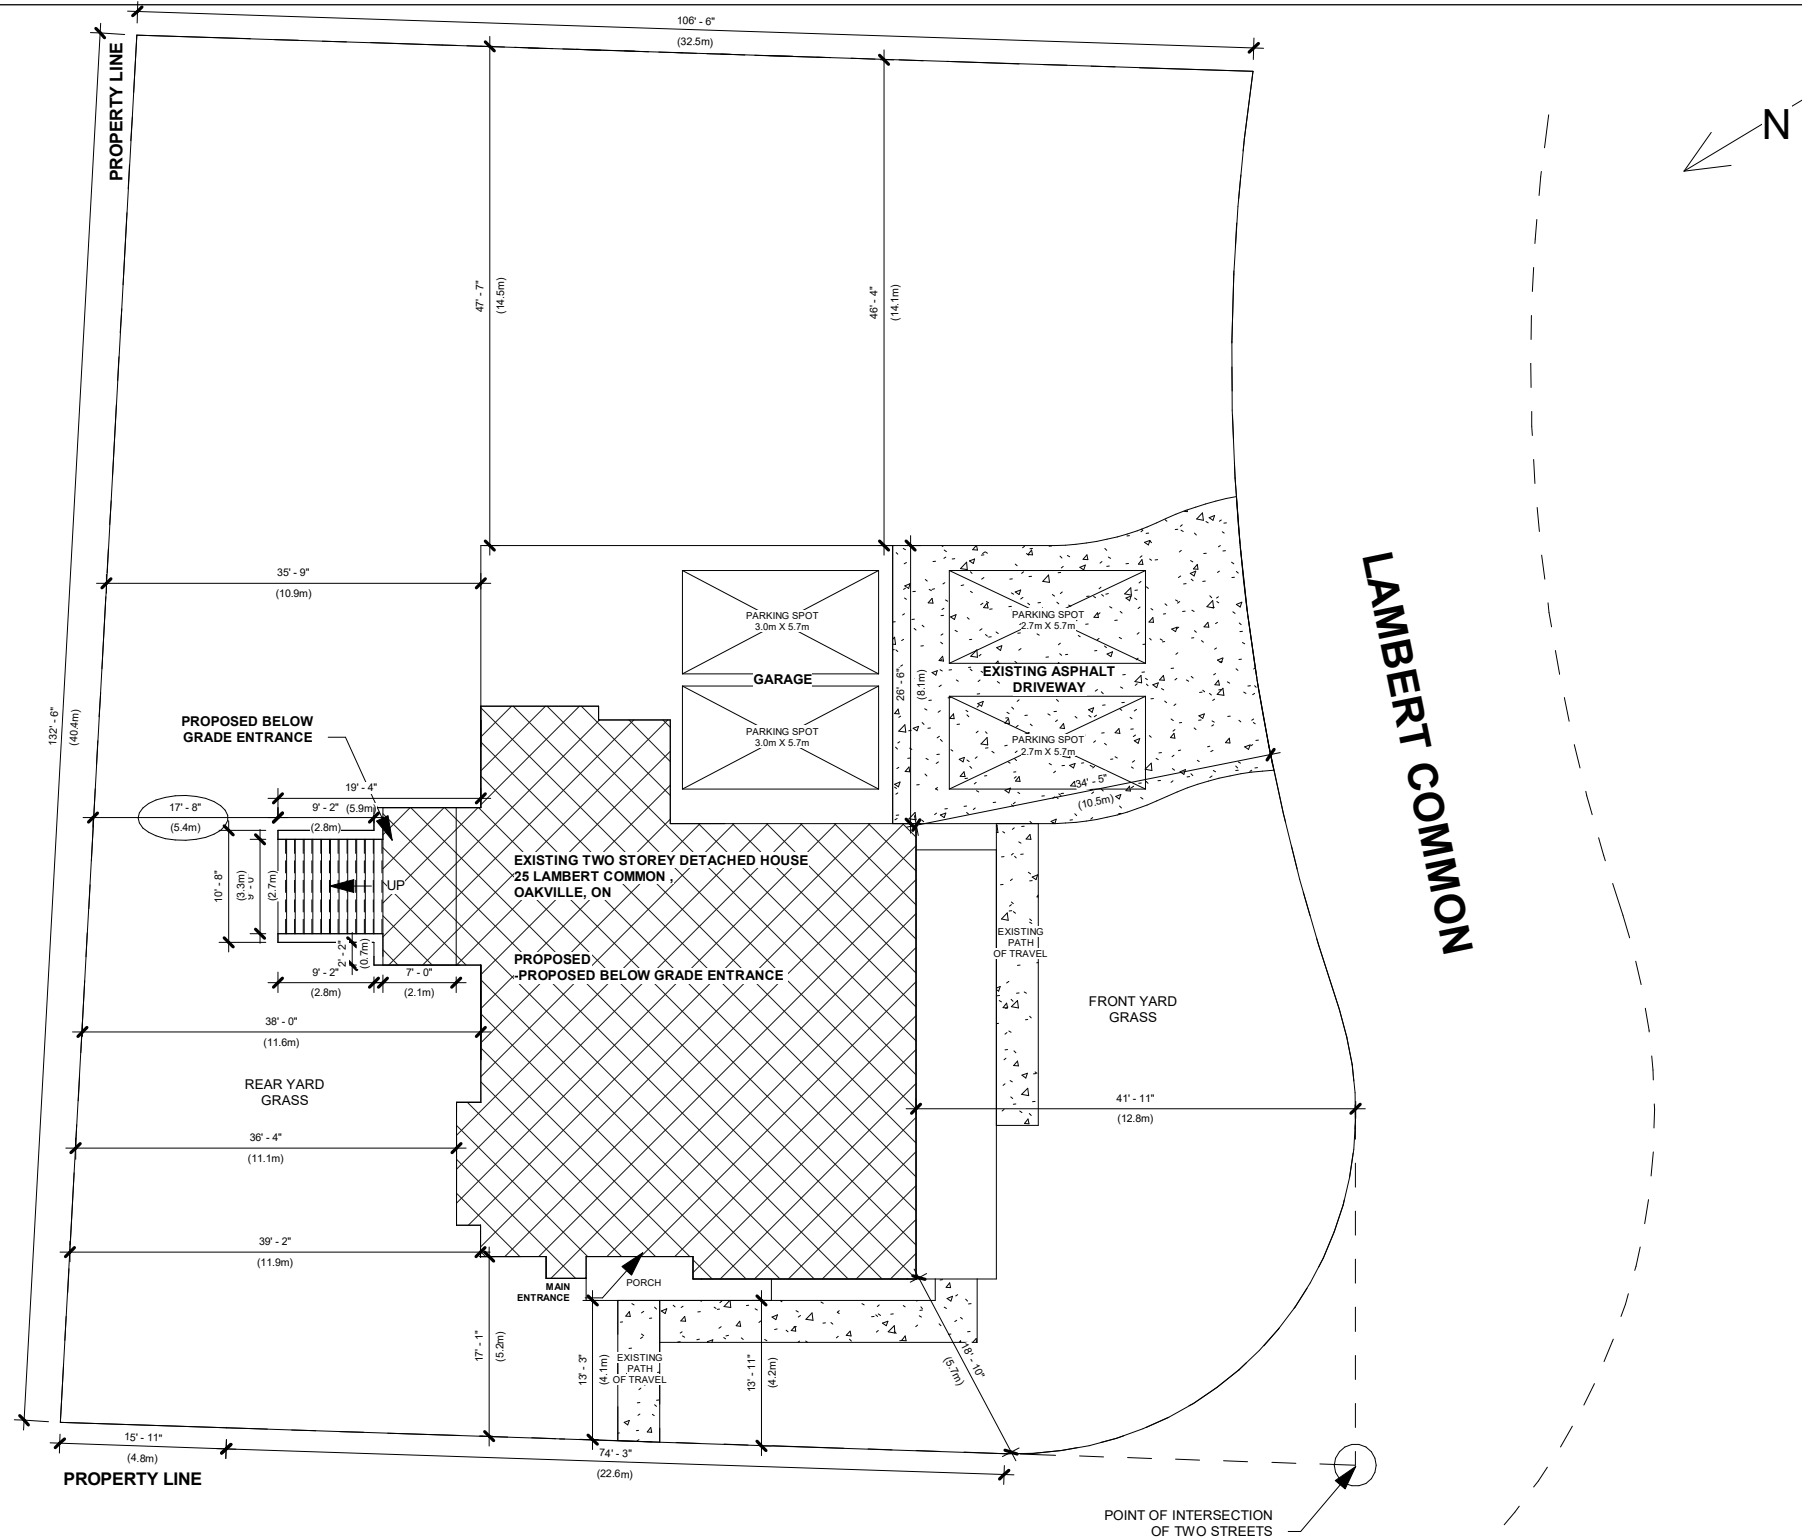 106' - 6"
(32.5m)
PROPERTY LINE
N
47' - 7"
(14.5m)
46' - 4"
(14.1m)
35' - 9"
(10.9m)
132' - 6"
(40.4m)
PARKING SPOT
3.0m X 5.7m
PARKING SPOT
2.7m X 5.7m
GARAGE
26' - 6"
(8.1m)
EXISTING ASPHALT
DRIVEWAY
PARKING SPOT
3.0m X 5.7m
PARKING SPOT
2.7m X 5.7m
34' - 5"
(10.5m)
LAMBERT COMMON
PROPOSED BELOW
GRADE ENTRANCE
19' - 4"
(5.9m)
17' - 8"
(5.4m)
9' - 2"
(2.8m)
10' - 8"
(3.3m)
(2.7m)
UP
EXISTING TWO STOREY DETACHED HOUSE
25 LAMBERT COMMON ,
OAKVILLE, ON
2' - 2"
(0.7m)
9' - 2"
(2.8m)
7' - 0"
(2.1m)
PROPOSED
-PROPOSED BELOW GRADE ENTRANCE
EXISTING
PATH
OF TRAVEL
FRONT YARD
GRASS
38' - 0"
(11.6m)
REAR YARD
GRASS
41' - 11"
(12.8m)
36' - 4"
(11.1m)
39' - 2"
(11.9m)
MAIN
ENTRANCE
PORCH
17' - 1"
(5.2m)
13' - 3"
(4.1m)
EXISTING
PATH
OF TRAVEL
13' - 11"
(4.2m)
18' - 10"
(5.7m)
15' - 11"
(4.8m)
74' - 3"
(22.6m)
PROPERTY LINE
POINT OF INTERSECTION
OF TWO STREETS